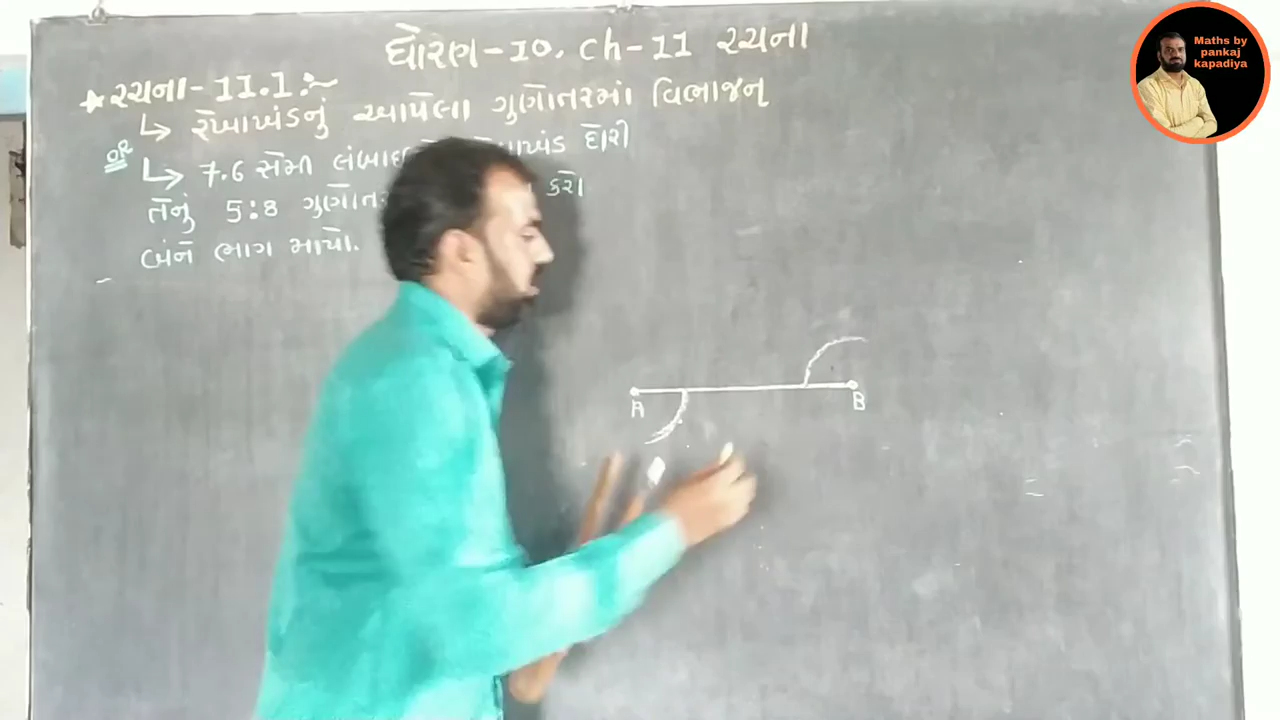 ધોરણ-10, ch-11 રચના
★ રચના-11.1 :~
↳ રેખાખંડનું આપેલા ગુણોતરમાં વિભાજન
OR
↳ 7.6 સેમી દોરી
તેનું 5:8 કરો
બંને ભાગ માપો.
A B
Maths by
pankaj
kapadiya